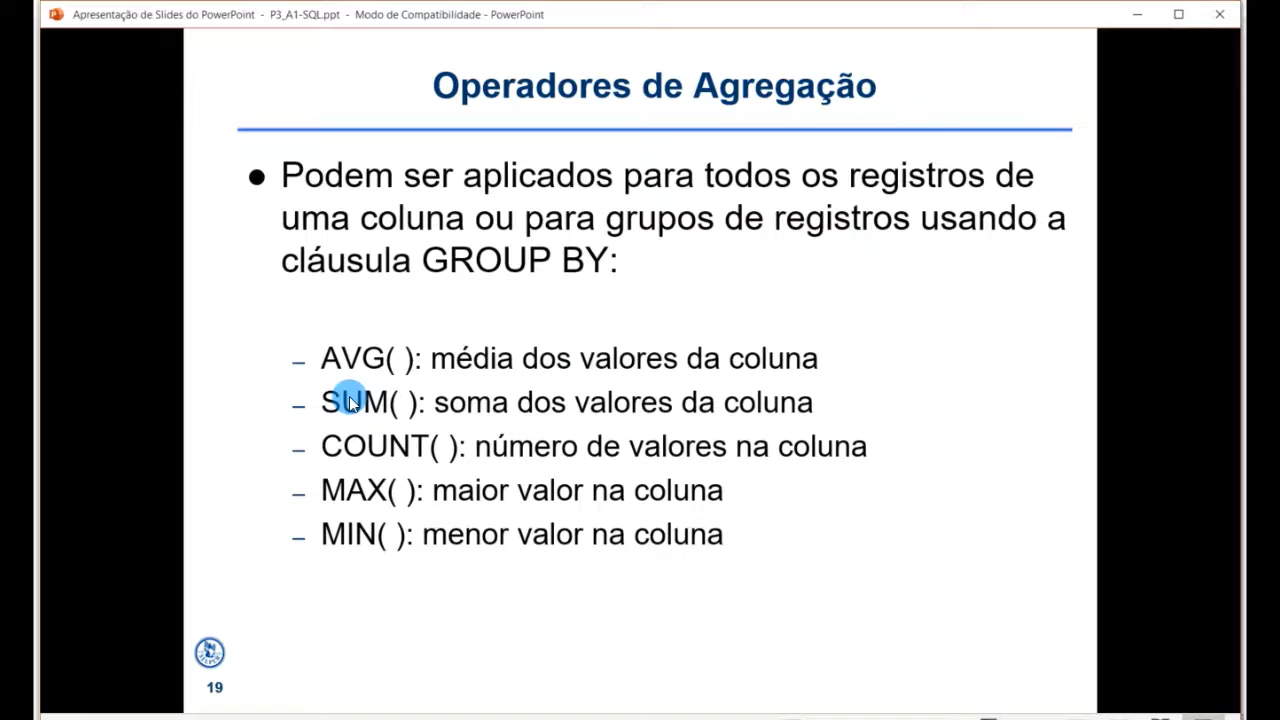 Apresentação de Slides do PowerPoint - P3_A1-SQL.ppt - Modo de Compatibilidade - PowerPoint
Operadores de Agregação
● Podem ser aplicados para todos os registros de
uma coluna ou para grupos de registros usando a
cláusula GROUP BY:
– AVG( ): média dos valores da coluna
– SUM( ): soma dos valores da coluna
– COUNT( ): número de valores na coluna
– MAX( ): maior valor na coluna
– MIN( ): menor valor na coluna
19